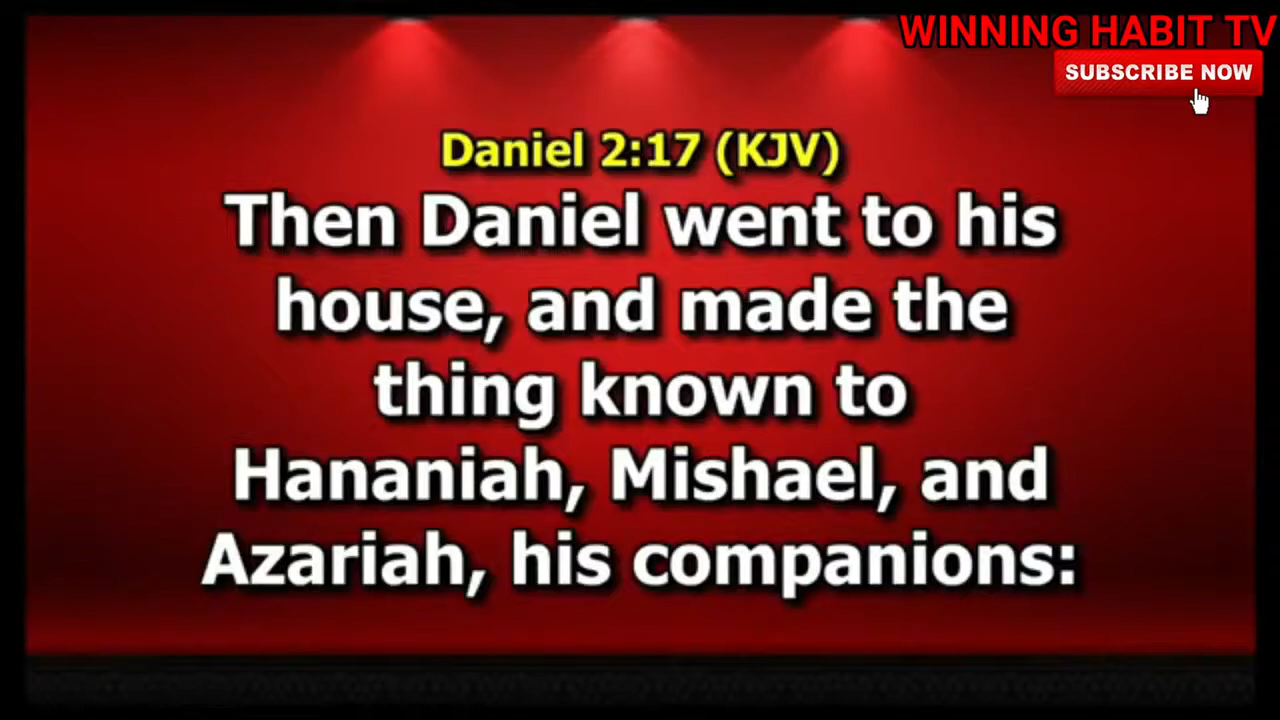 WINNING HABIT TV
SUBSCRIBE NOW
Daniel 2:17 (KJV)
Then Daniel went to his
house, and made the
thing known to
Hananiah, Mishael, and
Azariah, his companions: